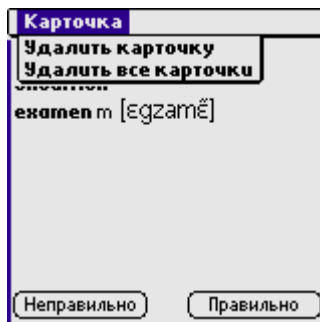 Карточка
Удалить карточку
Удалить все карточки
examen m [ɛgzamɛ̃]
Неправильно
Правильно